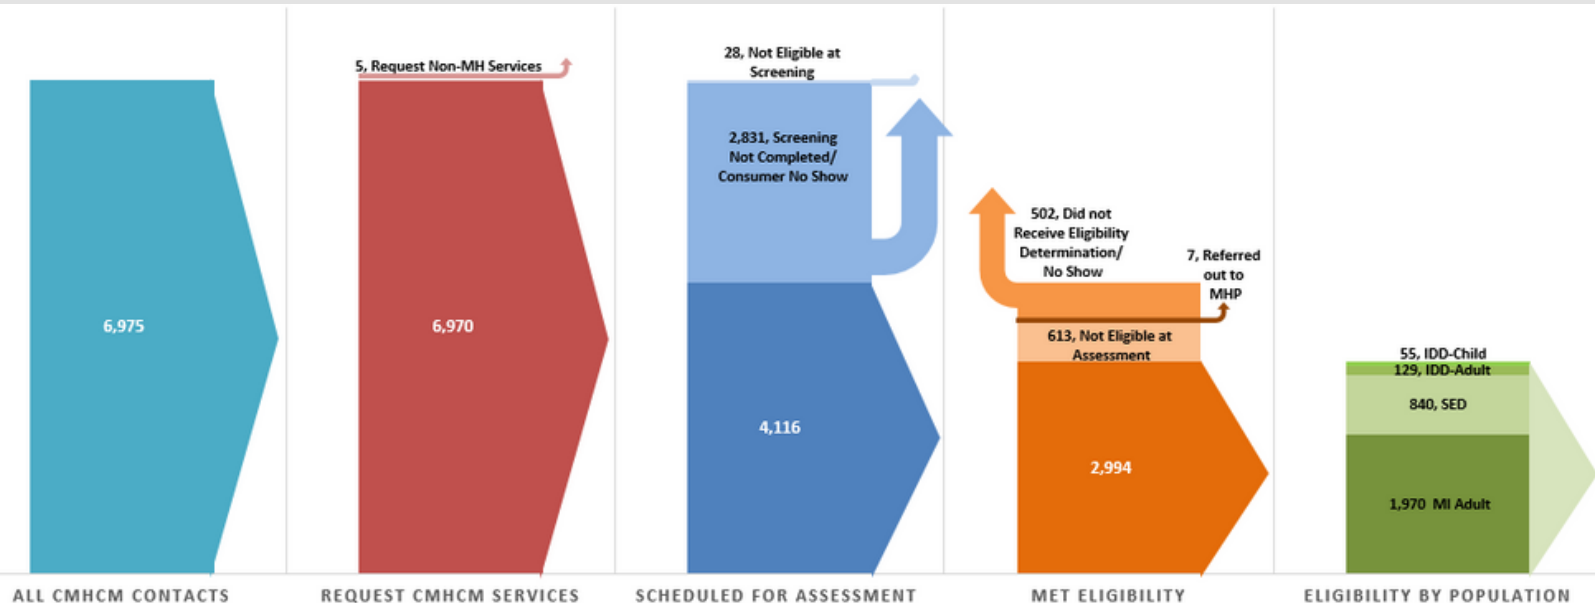 6,975
ALL CMHCM CONTACTS
5, Request Non-MH Services
6,970
REQUEST CMHCM SERVICES
28, Not Eligible at
Screening
2,831, Screening
Not Completed/
Consumer No Show
4,116
SCHEDULED FOR ASSESSMENT
502, Did not
Receive Eligibility
Determination/
No Show
7, Referred
out to
MHP
613, Not Eligible at
Assessment
2,994
MET ELIGIBILITY
55, IDD-Child
129, IDD-Adult
840, SED
1,970 MI Adult
ELIGIBILITY BY POPULATION